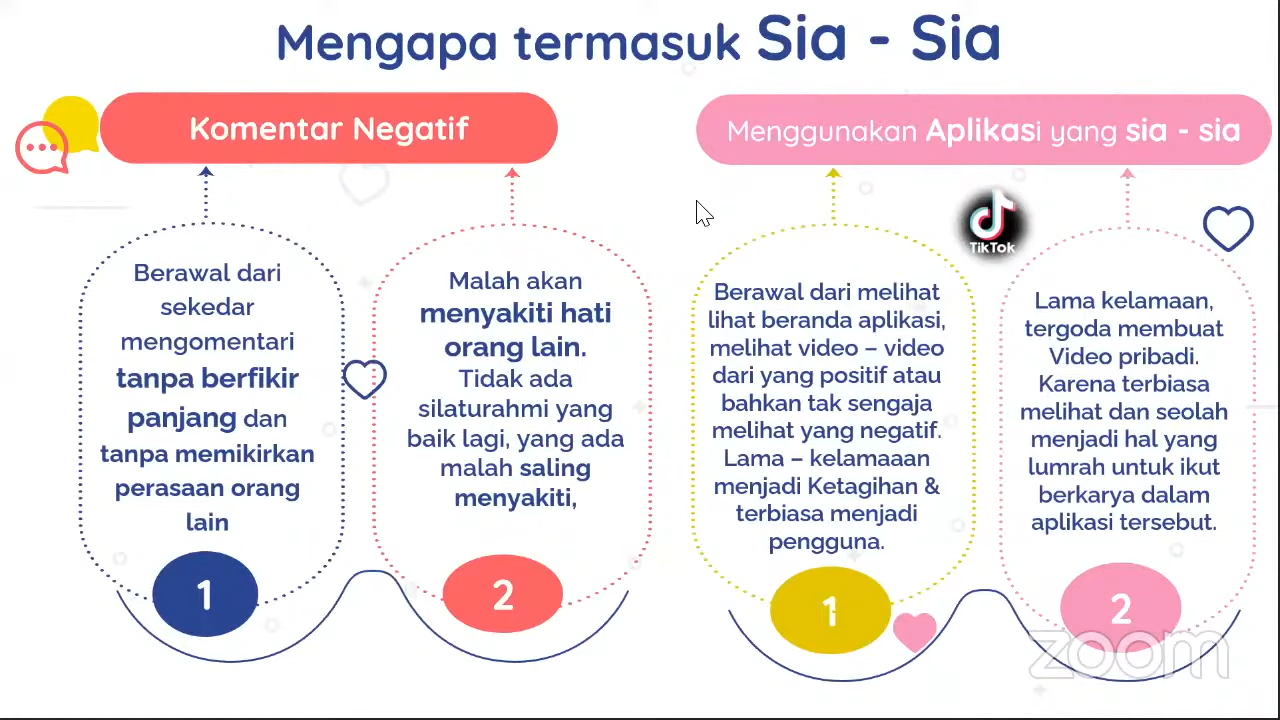 Mengapa termasuk Sia - Sia
Komentar Negatif
Berawal dari
sekedar
mengomentari
tanpa berfikir
panjang dan
tanpa memikirkan
perasaan orang
lain
1
Malah akan
menyakiti hati
orang lain.
Tidak ada
silaturahmi yang
baik lagi, yang ada
malah saling
menyakiti,
2
Menggunakan Aplikasi yang sia - sia
TikTok
Berawal dari melihat
lihat beranda aplikasi,
melihat video – video
dari yang positif atau
bahkan tak sengaja
melihat yang negatif.
Lama – kelamaaan
menjadi Ketagihan &
terbiasa menjadi
pengguna.
1
Lama kelamaan,
tergoda membuat
Video pribadi.
Karena terbiasa
melihat dan seolah
menjadi hal yang
lumrah untuk ikut
berkarya dalam
aplikasi tersebut.
2
zoom